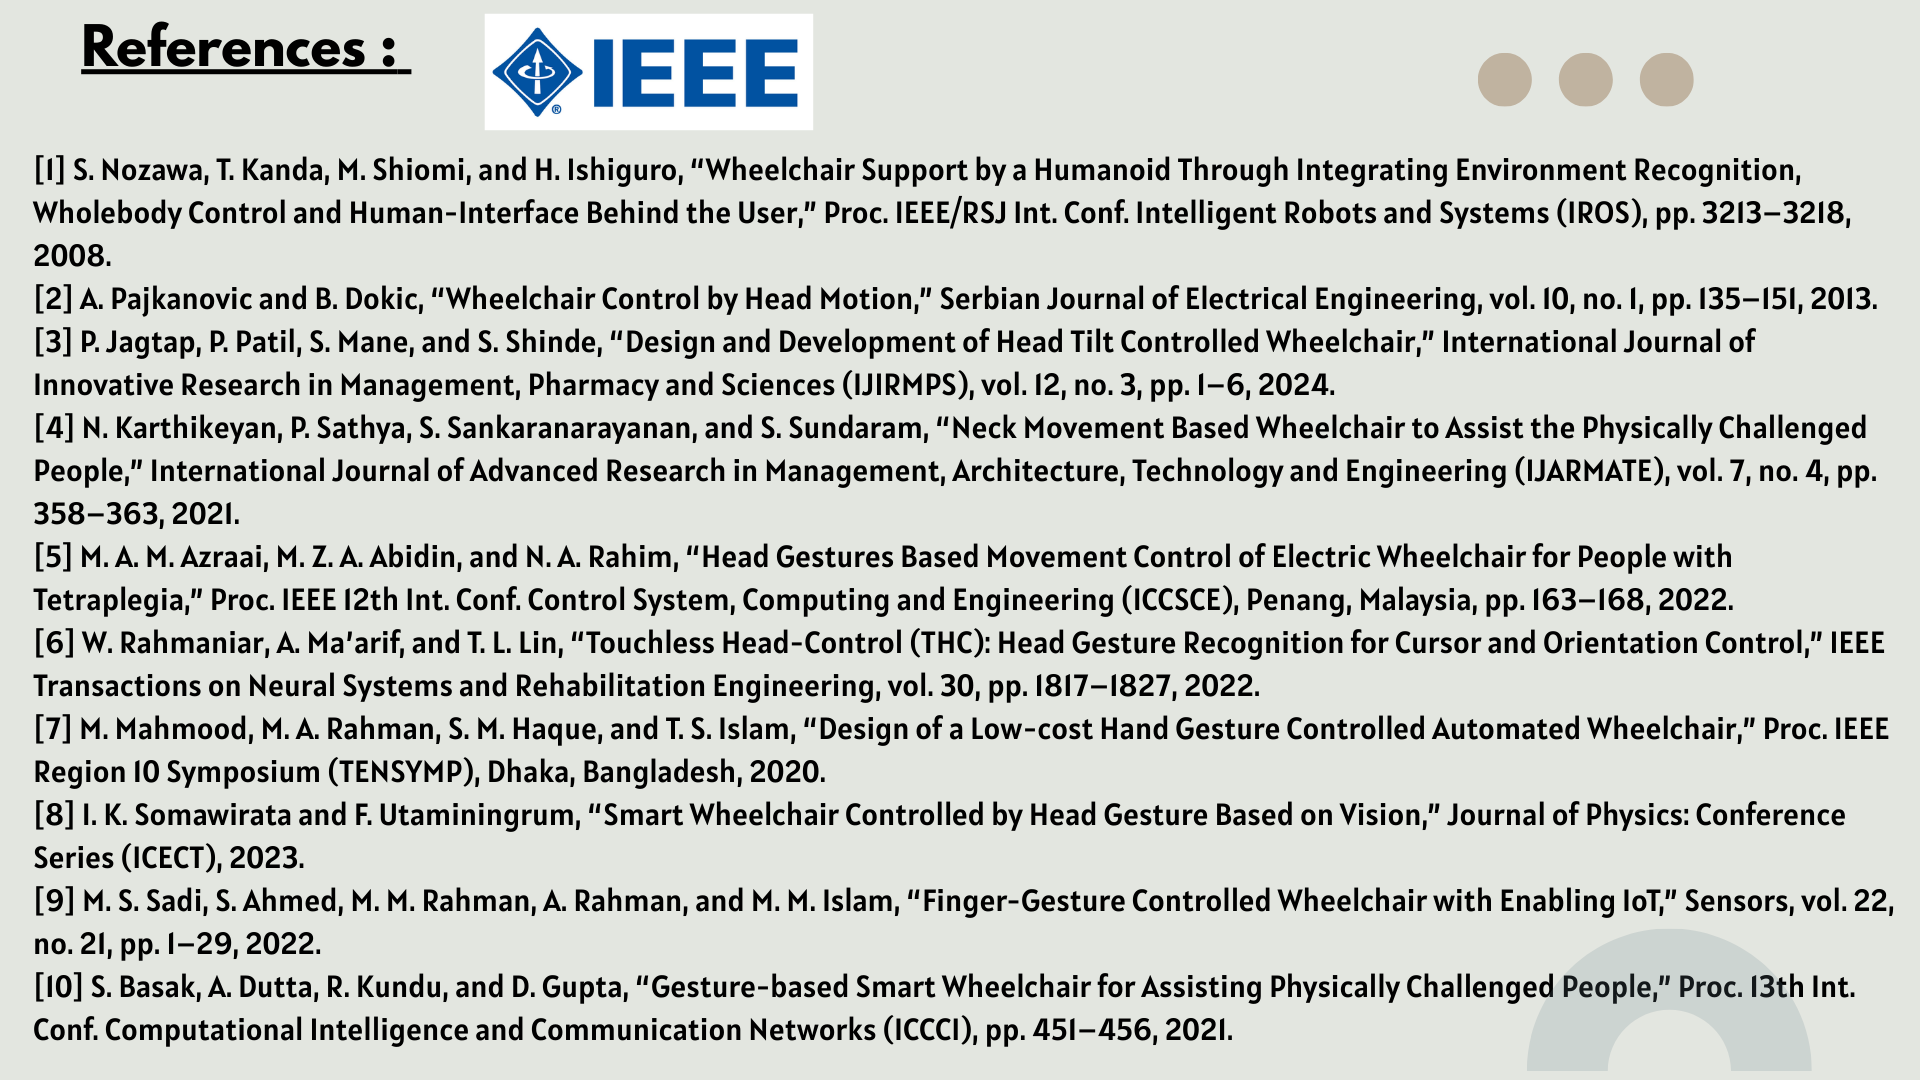 References :
IEEE
®
[1] S. Nozawa, T. Kanda, M. Shiomi, and H. Ishiguro, “Wheelchair Support by a Humanoid Through Integrating Environment Recognition,
Wholebody Control and Human-Interface Behind the User,” Proc. IEEE/RSJ Int. Conf. Intelligent Robots and Systems (IROS), pp. 3213–3218,
2008.
[2] A. Pajkanovic and B. Dokic, “Wheelchair Control by Head Motion,” Serbian Journal of Electrical Engineering, vol. 10, no. 1, pp. 135–151, 2013.
[3] P. Jagtap, P. Patil, S. Mane, and S. Shinde, “Design and Development of Head Tilt Controlled Wheelchair,” International Journal of
Innovative Research in Management, Pharmacy and Sciences (IJIRMPS), vol. 12, no. 3, pp. 1–6, 2024.
[4] N. Karthikeyan, P. Sathya, S. Sankaranarayanan, and S. Sundaram, “Neck Movement Based Wheelchair to Assist the Physically Challenged
People,” International Journal of Advanced Research in Management, Architecture, Technology and Engineering (IJARMATE), vol. 7, no. 4, pp.
358–363, 2021.
[5] M. A. M. Azraai, M. Z. A. Abidin, and N. A. Rahim, “Head Gestures Based Movement Control of Electric Wheelchair for People with
Tetraplegia,” Proc. IEEE 12th Int. Conf. Control System, Computing and Engineering (ICCSCE), Penang, Malaysia, pp. 163–168, 2022.
[6] W. Rahmaniar, A. Ma’arif, and T. L. Lin, “Touchless Head-Control (THC): Head Gesture Recognition for Cursor and Orientation Control,” IEEE
Transactions on Neural Systems and Rehabilitation Engineering, vol. 30, pp. 1817–1827, 2022.
[7] M. Mahmood, M. A. Rahman, S. M. Haque, and T. S. Islam, “Design of a Low-cost Hand Gesture Controlled Automated Wheelchair,” Proc. IEEE
Region 10 Symposium (TENSYMP), Dhaka, Bangladesh, 2020.
[8] I. K. Somawirata and F. Utaminingrum, “Smart Wheelchair Controlled by Head Gesture Based on Vision,” Journal of Physics: Conference
Series (ICECT), 2023.
[9] M. S. Sadi, S. Ahmed, M. M. Rahman, A. Rahman, and M. M. Islam, “Finger-Gesture Controlled Wheelchair with Enabling IoT,” Sensors, vol. 22,
no. 21, pp. 1–29, 2022.
[10] S. Basak, A. Dutta, R. Kundu, and D. Gupta, “Gesture-based Smart Wheelchair for Assisting Physically Challenged People,” Proc. 13th Int.
Conf. Computational Intelligence and Communication Networks (ICCCI), pp. 451–456, 2021.